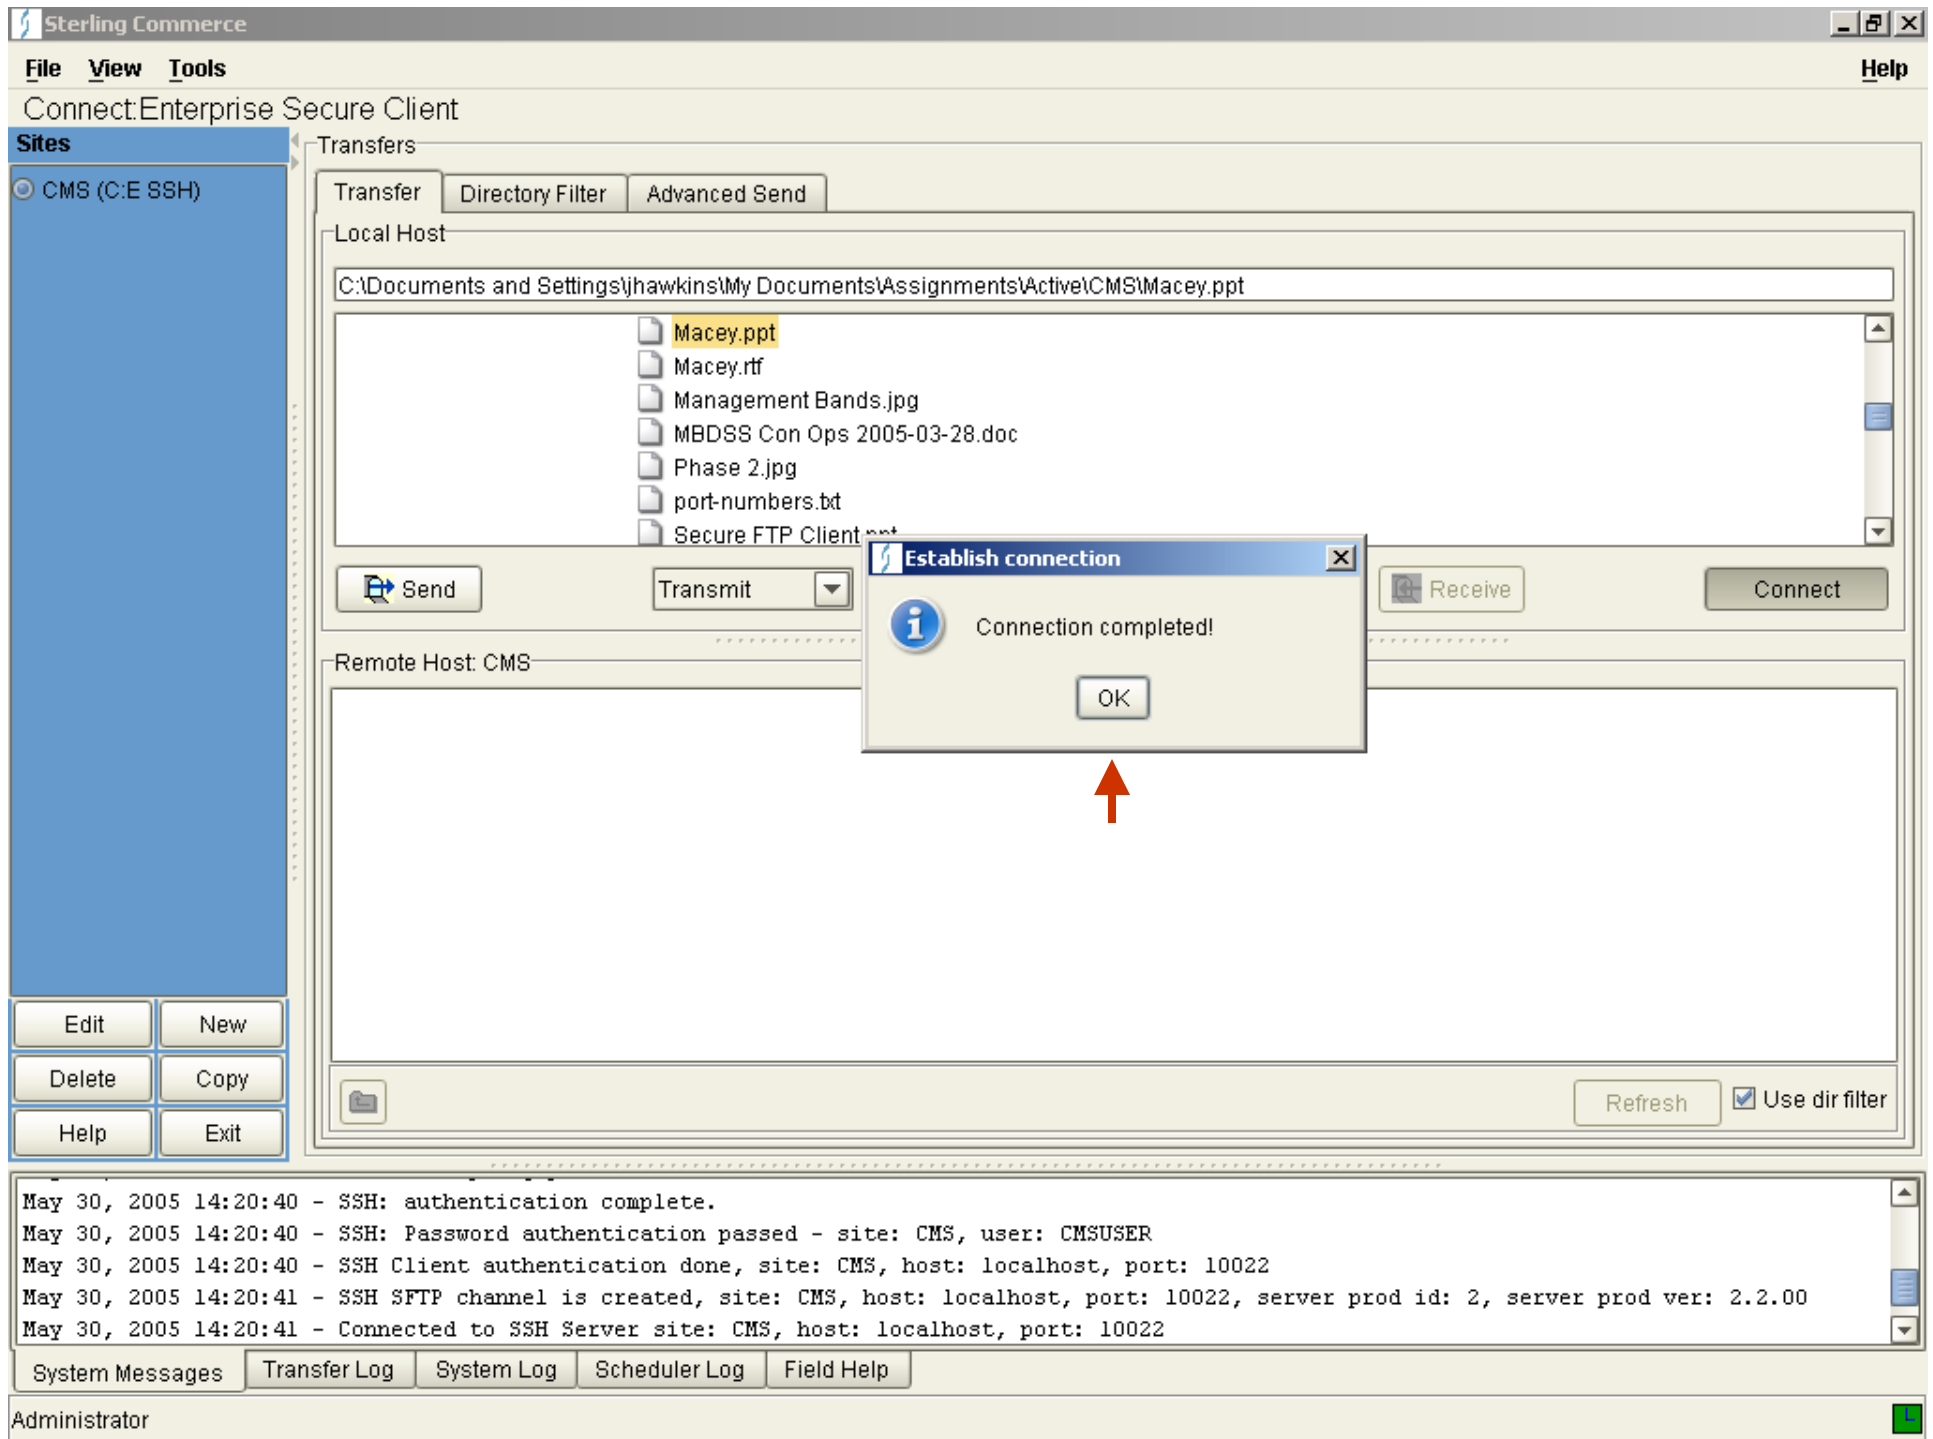 Sterling Commerce
File View Tools Help
Connect:Enterprise Secure Client
Sites
CMS (C:E SSH)
Transfers
Transfer Directory Filter Advanced Send
Local Host
C:\Documents and Settings\jhawkins\My Documents\Assignments\Active\CMS\Macey.ppt
Macey.ppt
Macey.rtf
Management Bands.jpg
MBDSS Con Ops 2005-03-28.doc
Phase 2.jpg
port-numbers.txt
Secure FTP Client.ppt
Send Transmit Receive Connect
Establish connection
Connection completed!
OK
Remote Host: CMS
Refresh Use dir filter
Edit New
Delete Copy
Help Exit
May 30, 2005 14:20:40 - SSH: authentication complete.
May 30, 2005 14:20:40 - SSH: Password authentication passed - site: CMS, user: CMSUSER
May 30, 2005 14:20:40 - SSH Client authentication done, site: CMS, host: localhost, port: 10022
May 30, 2005 14:20:41 - SSH SFTP channel is created, site: CMS, host: localhost, port: 10022, server prod id: 2, server prod ver: 2.2.00
May 30, 2005 14:20:41 - Connected to SSH Server site: CMS, host: localhost, port: 10022
System Messages Transfer Log System Log Scheduler Log Field Help
Administrator